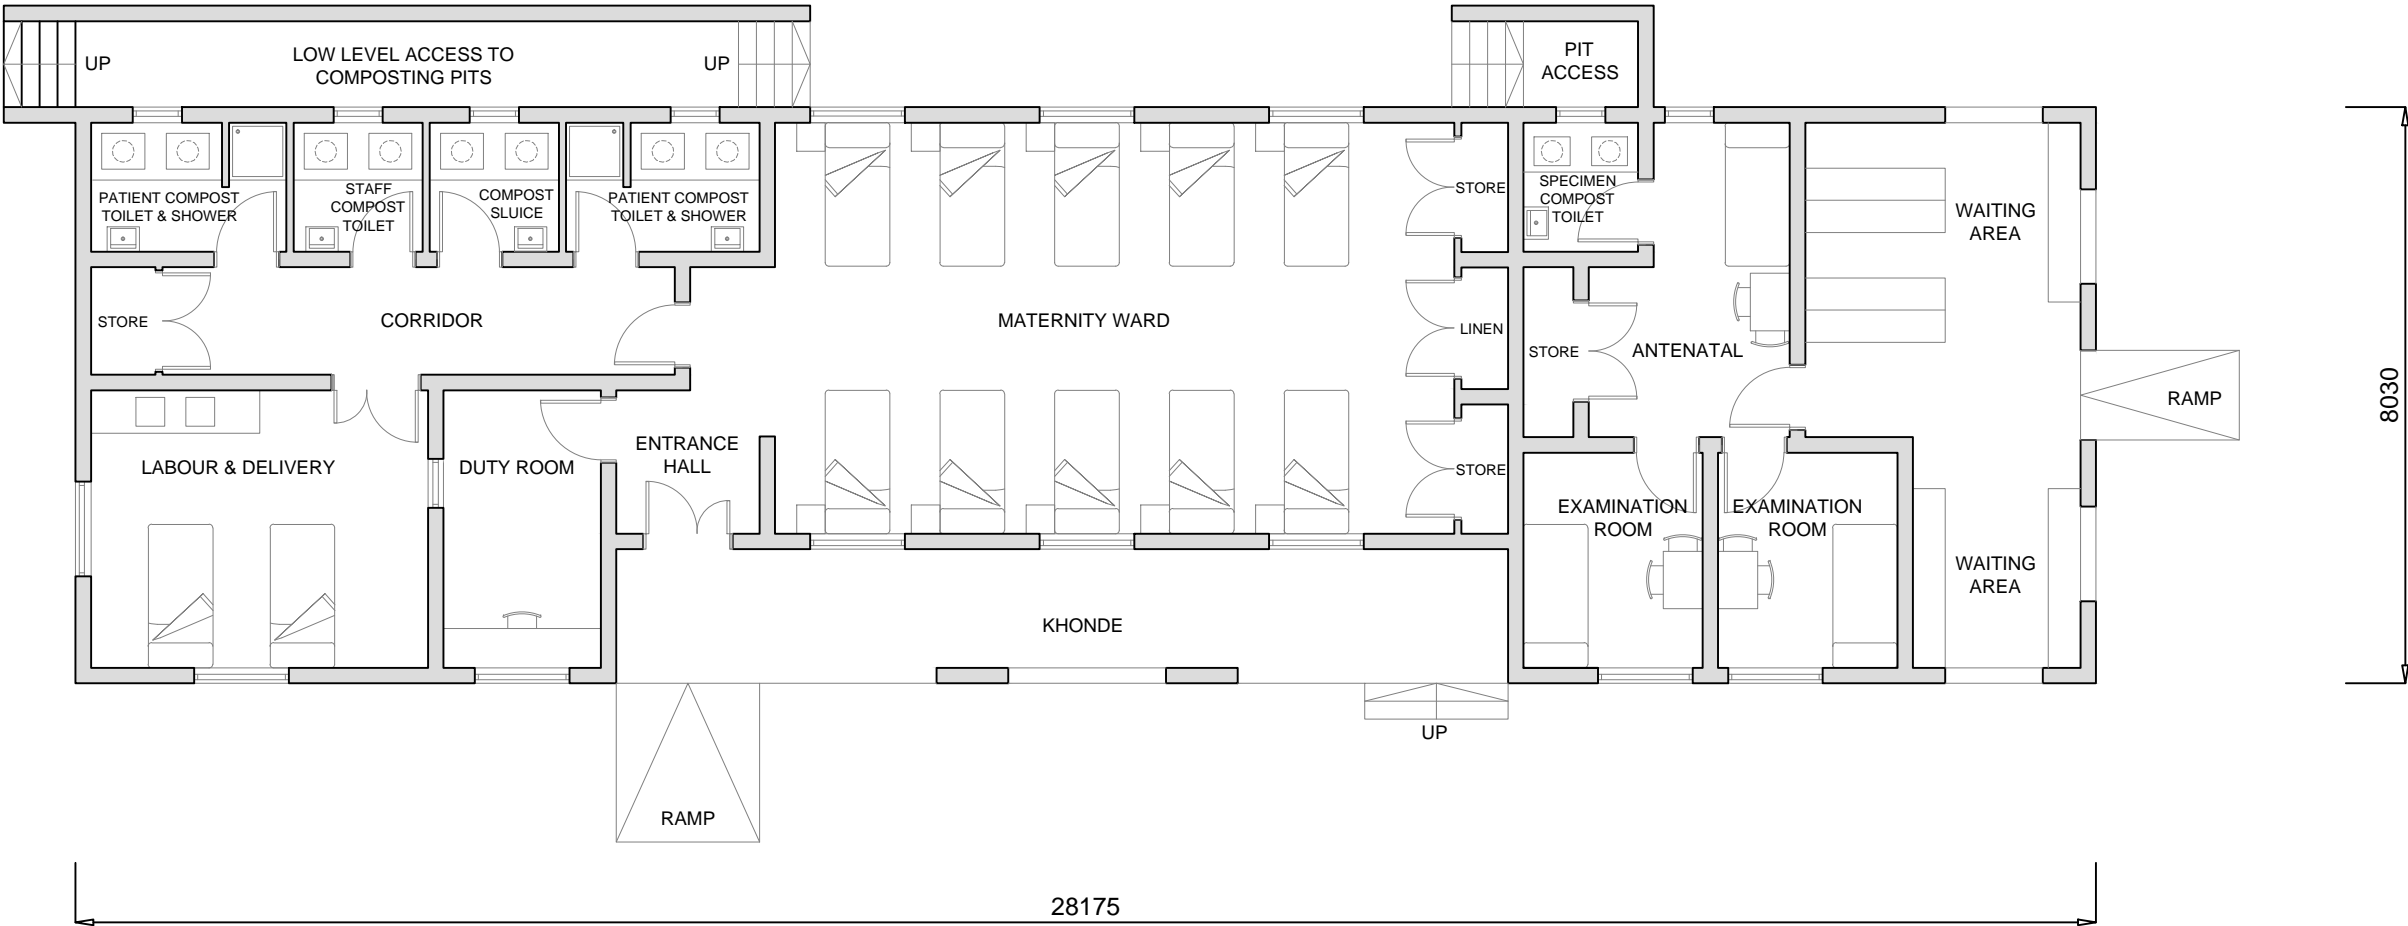 UP
LOW LEVEL ACCESS TO
COMPOSTING PITS
UP
PIT
ACCESS
PATIENT COMPOST
TOILET & SHOWER
STAFF
COMPOST
TOILET
COMPOST
SLUICE
PATIENT COMPOST
TOILET & SHOWER
STORE
SPECIMEN
COMPOST
TOILET
WAITING
AREA
STORE
CORRIDOR
MATERNITY WARD
LINEN
STORE
ANTENATAL
RAMP
8030
LABOUR & DELIVERY
DUTY ROOM
ENTRANCE
HALL
STORE
EXAMINATION
ROOM
EXAMINATION
ROOM
WAITING
AREA
KHONDE
UP
RAMP
28175